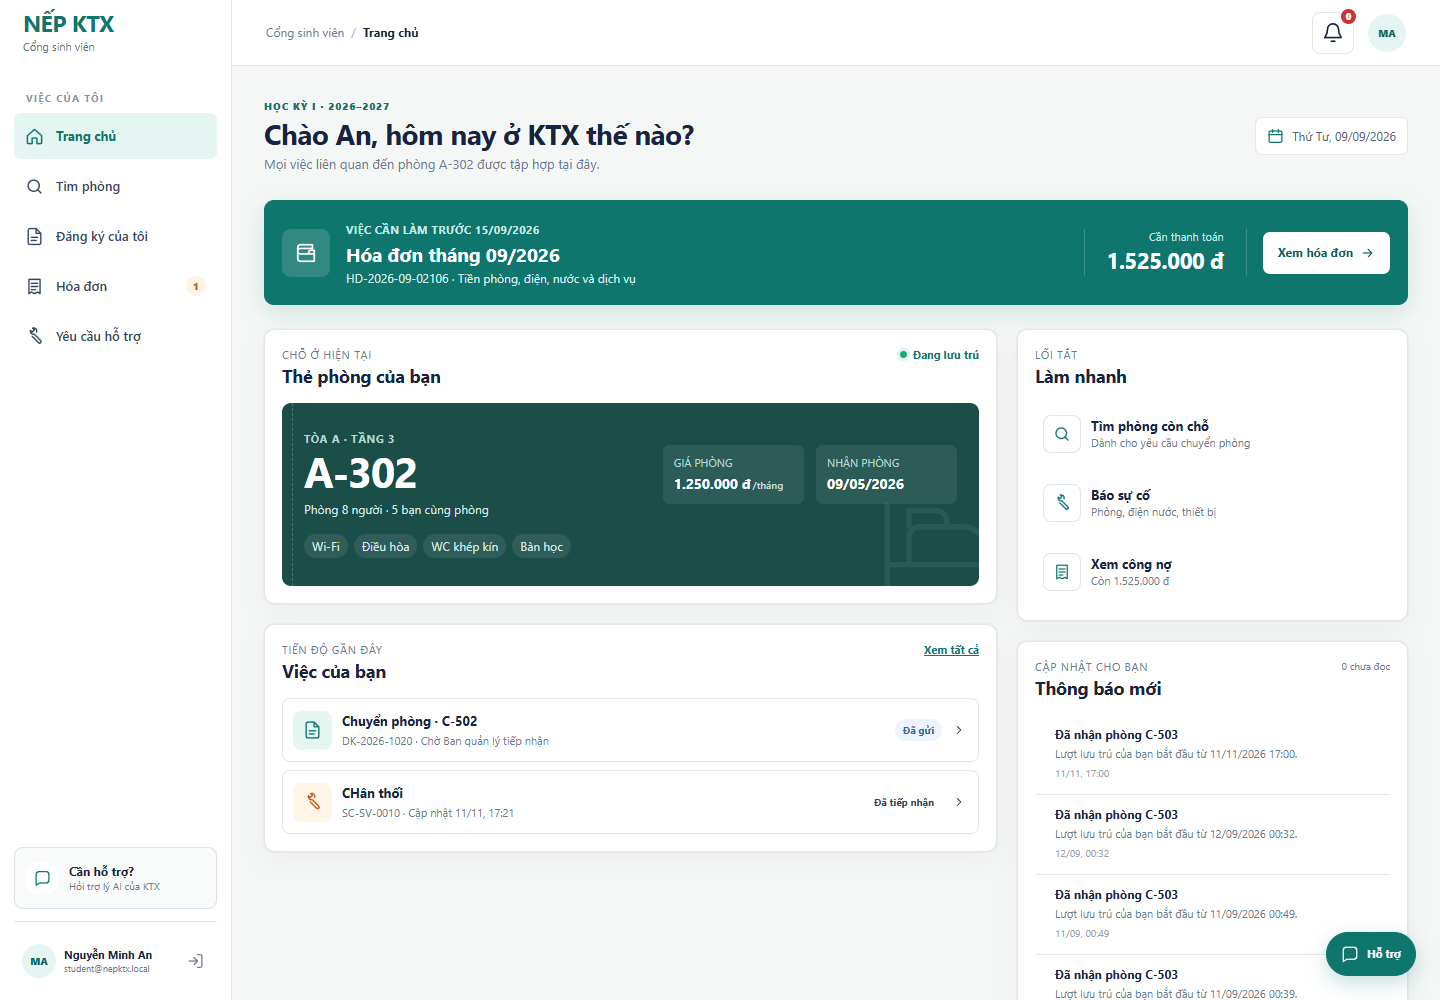 NẾP KTX
Cổng sinh viên
VIỆC CỦA TÔI
Trang chủ
Tìm phòng
Đăng ký của tôi
Hóa đơn
1
Yêu cầu hỗ trợ
Cần hỗ trợ?
Hỏi trợ lý AI của KTX
MA
Nguyễn Minh An
student@nepktx.local
Cổng sinh viên / Trang chủ
0
MA
HỌC KỲ I · 2026–2027
Chào An, hôm nay ở KTX thế nào?
Mọi việc liên quan đến phòng A-302 được tập hợp tại đây.
Thứ Tư, 09/09/2026
VIỆC CẦN LÀM TRƯỚC 15/09/2026
Hóa đơn tháng 09/2026
HD-2026-09-02106 · Tiền phòng, điện, nước và dịch vụ
Cần thanh toán
1.525.000 đ
Xem hóa đơn
CHỖ Ở HIỆN TẠI
Thẻ phòng của bạn
Đang lưu trú
TÒA A · TẦNG 3
A-302
Phòng 8 người · 5 bạn cùng phòng
Wi-Fi
Điều hòa
WC khép kín
Bàn học
GIÁ PHÒNG
1.250.000 đ/tháng
NHẬN PHÒNG
09/05/2026
TIẾN ĐỘ GẦN ĐÂY
Việc của bạn
Xem tất cả
Chuyển phòng · C-502
DK-2026-1020 · Chờ Ban quản lý tiếp nhận
Đã gửi
CHân thối
SC-SV-0010 · Cập nhật 11/11, 17:21
Đã tiếp nhận
LỐI TẮT
Làm nhanh
Tìm phòng còn chỗ
Dành cho yêu cầu chuyển phòng
Báo sự cố
Phòng, điện nước, thiết bị
Xem công nợ
Còn 1.525.000 đ
CẬP NHẬT CHO BẠN
Thông báo mới
0 chưa đọc
Đã nhận phòng C-503
Lượt lưu trú của bạn bắt đầu từ 11/11/2026 17:00.
11/11, 17:00
Đã nhận phòng C-503
Lượt lưu trú của bạn bắt đầu từ 12/09/2026 00:32.
12/09, 00:32
Đã nhận phòng C-503
Lượt lưu trú của bạn bắt đầu từ 11/09/2026 00:49.
11/09, 00:49
Đã nhận phòng C-503
Lượt lưu trú của bạn bắt đầu từ 11/09/2026 00:39.
Hỗ trợ